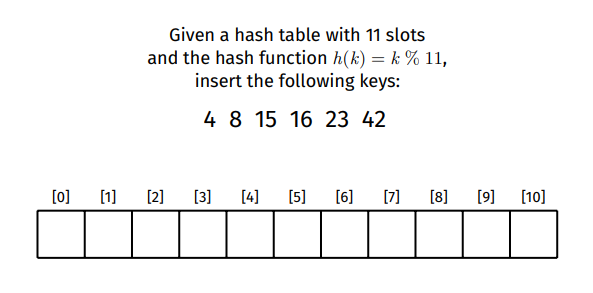 Given a hash table with 11 slots
and the hash function h(k) = k % 11,
insert the following keys:
4 8 15 16 23 42
[0] [1] [2] [3] [4] [5] [6] [7] [8] [9] [10]